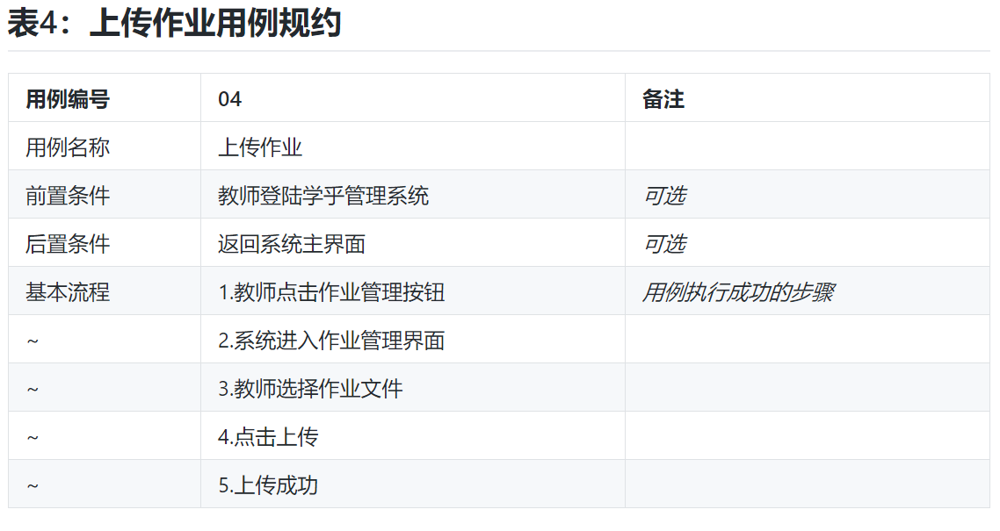 表4：上传作业用例规约
用例编号 04 备注
用例名称 上传作业
前置条件 教师登陆学乎管理系统 可选
后置条件 返回系统主界面 可选
基本流程 1.教师点击作业管理按钮 用例执行成功的步骤
~ 2.系统进入作业管理界面
~ 3.教师选择作业文件
~ 4.点击上传
~ 5.上传成功